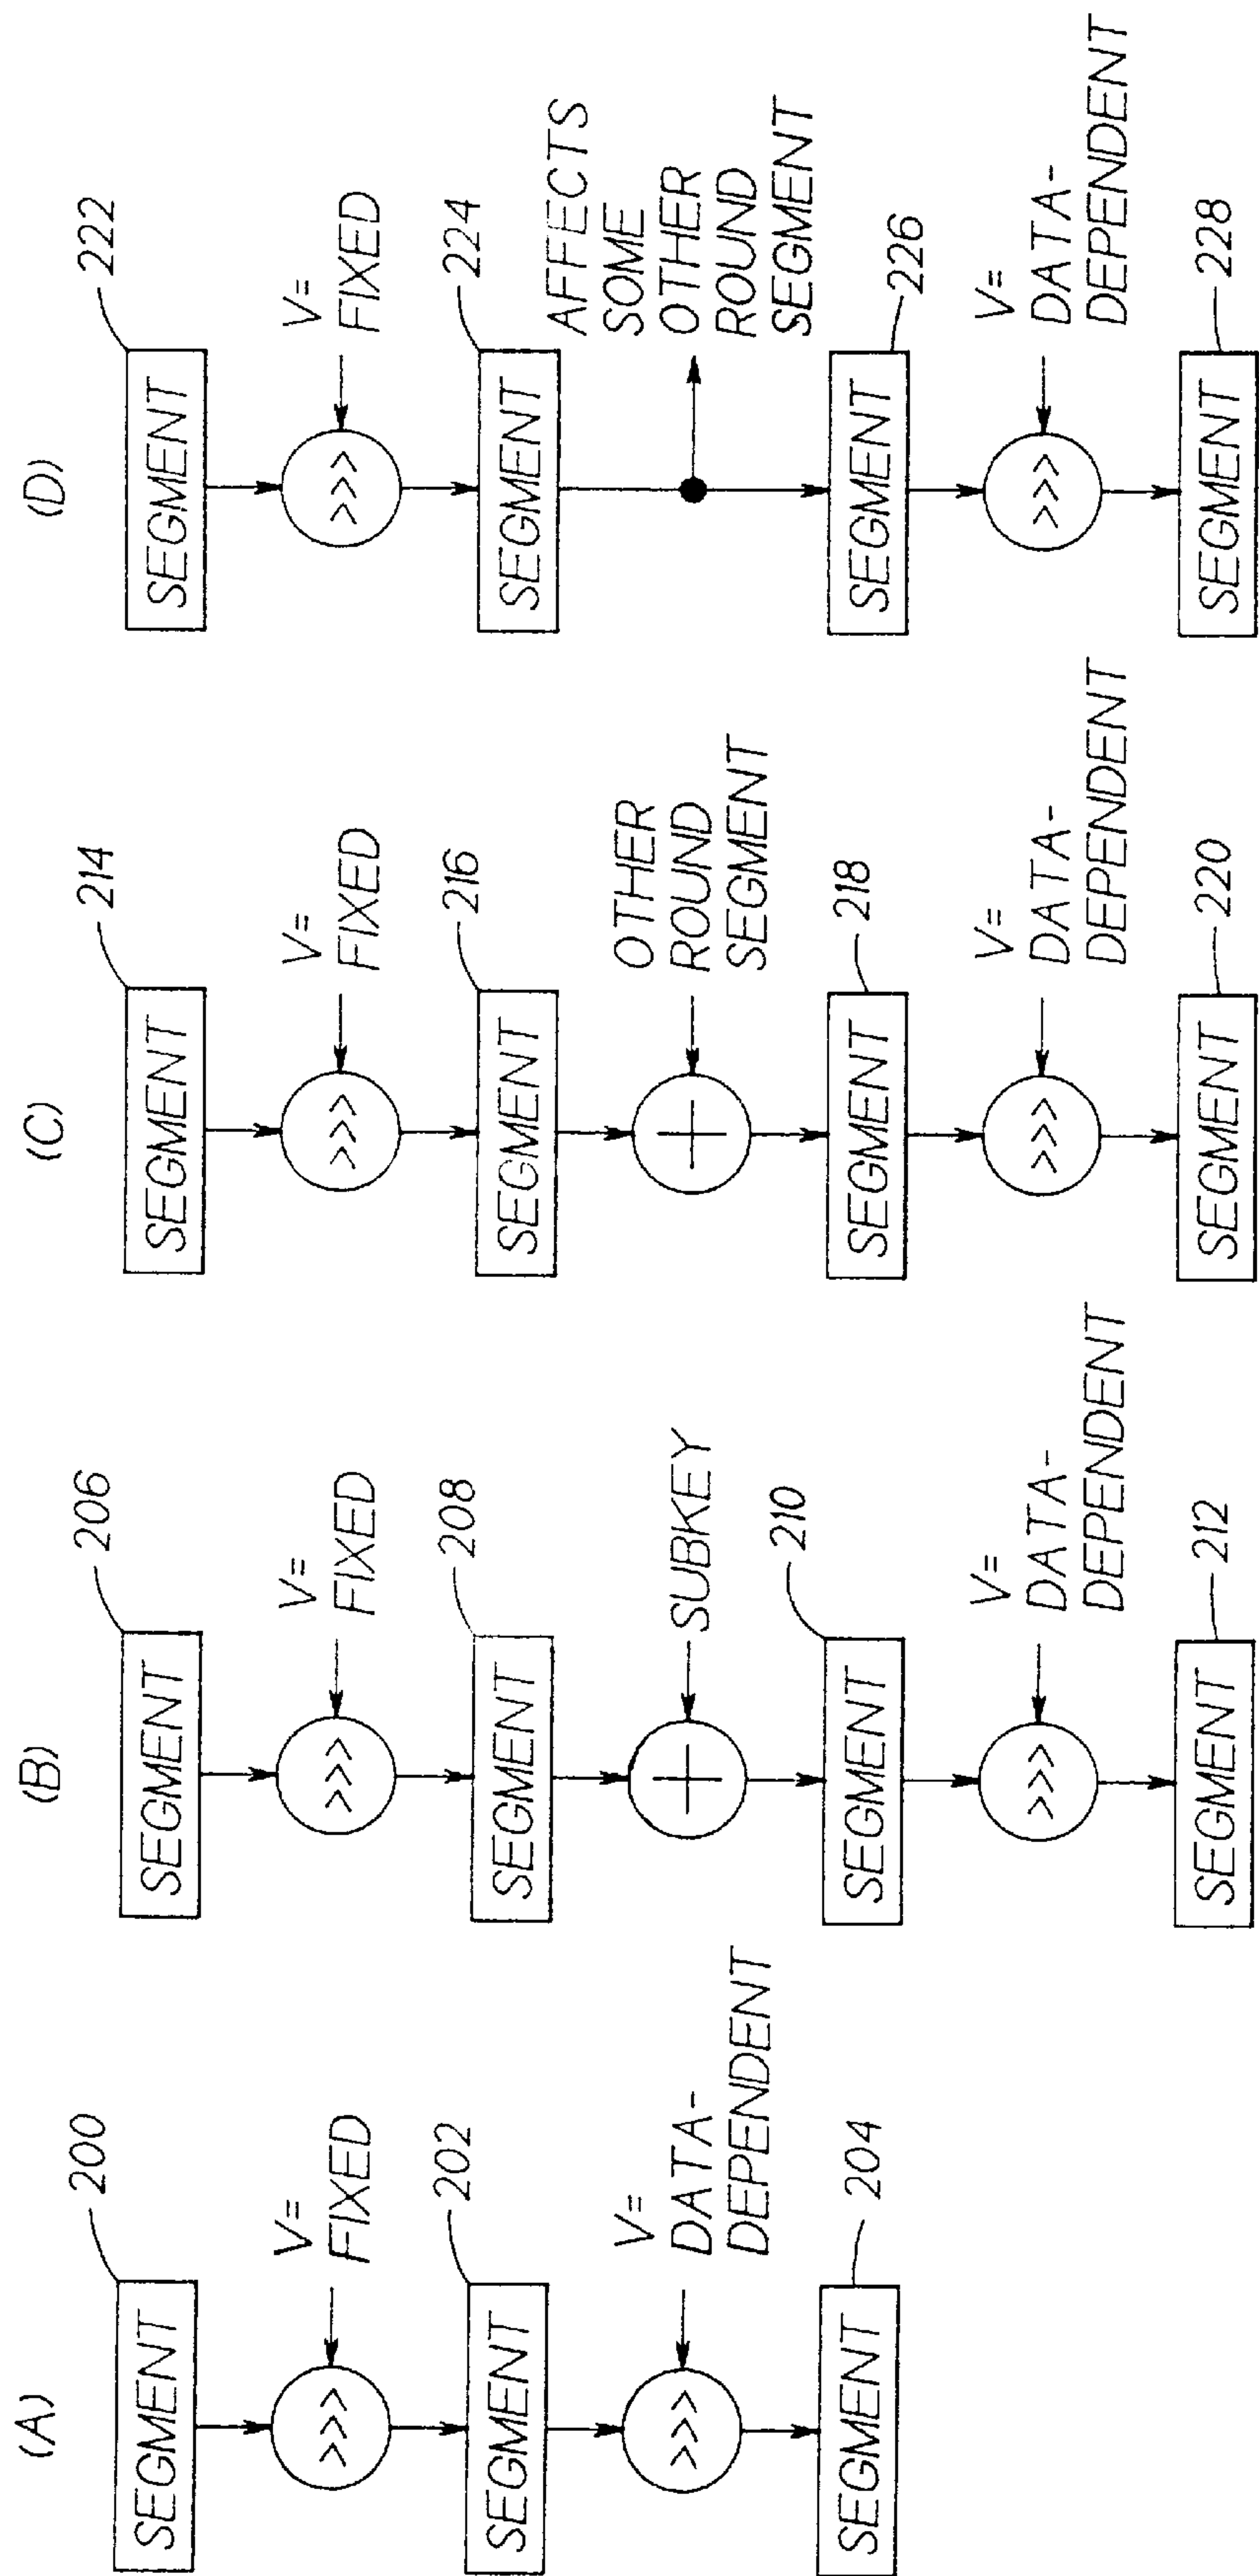 (A)
SEGMENT
200
>>>
V=
FIXED
SEGMENT
202
>>>
V=
DATA-
DEPENDENT
SEGMENT
204
(B)
SEGMENT
206
>>>
V=
FIXED
SEGMENT
208
+
SUBKEY
SEGMENT
210
>>>
V=
DATA-
DEPENDENT
SEGMENT
212
(C)
SEGMENT
214
>>>
V=
FIXED
SEGMENT
216
+
OTHER
ROUND
SEGMENT
SEGMENT
218
>>>
V=
DATA-
DEPENDENT
SEGMENT
220
(D)
SEGMENT
222
>>>
V=
FIXED
SEGMENT
224
AFFECTS
SOME
OTHER
ROUND
SEGMENT
SEGMENT
226
>>>
V=
DATA-
DEPENDENT
SEGMENT
228